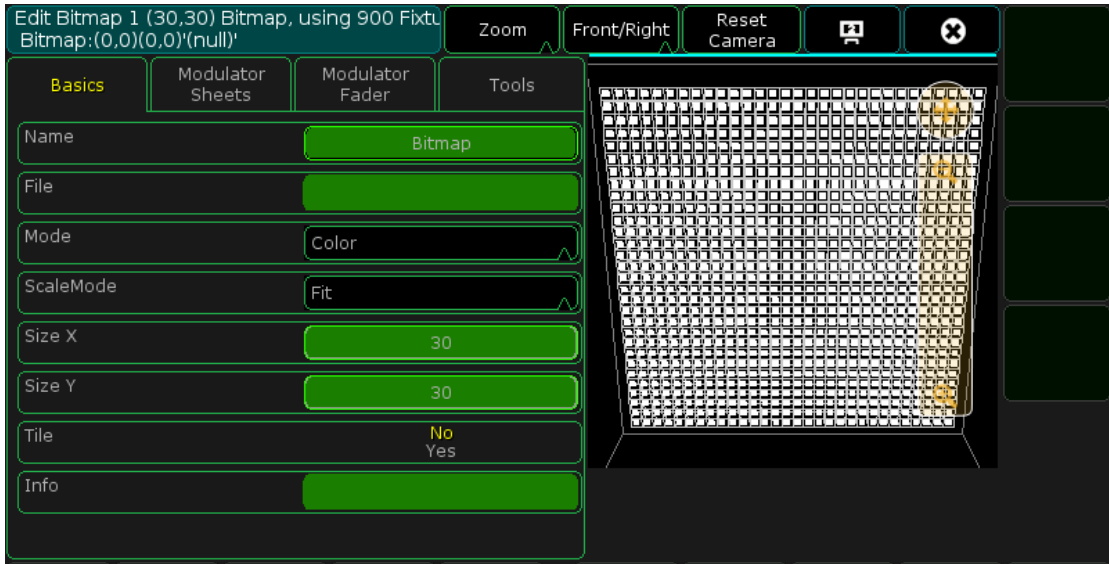 Edit Bitmap 1 (30,30) Bitmap, using 900 Fixtu
Bitmap:(0,0)(0,0)'(null)'
Zoom
Front/Right
Reset
Camera
Basics
Modulator
Sheets
Modulator
Fader
Tools
Name
Bitmap
File
Mode
Color
ScaleMode
Fit
Size X
30
Size Y
30
Tile
No
Yes
Info